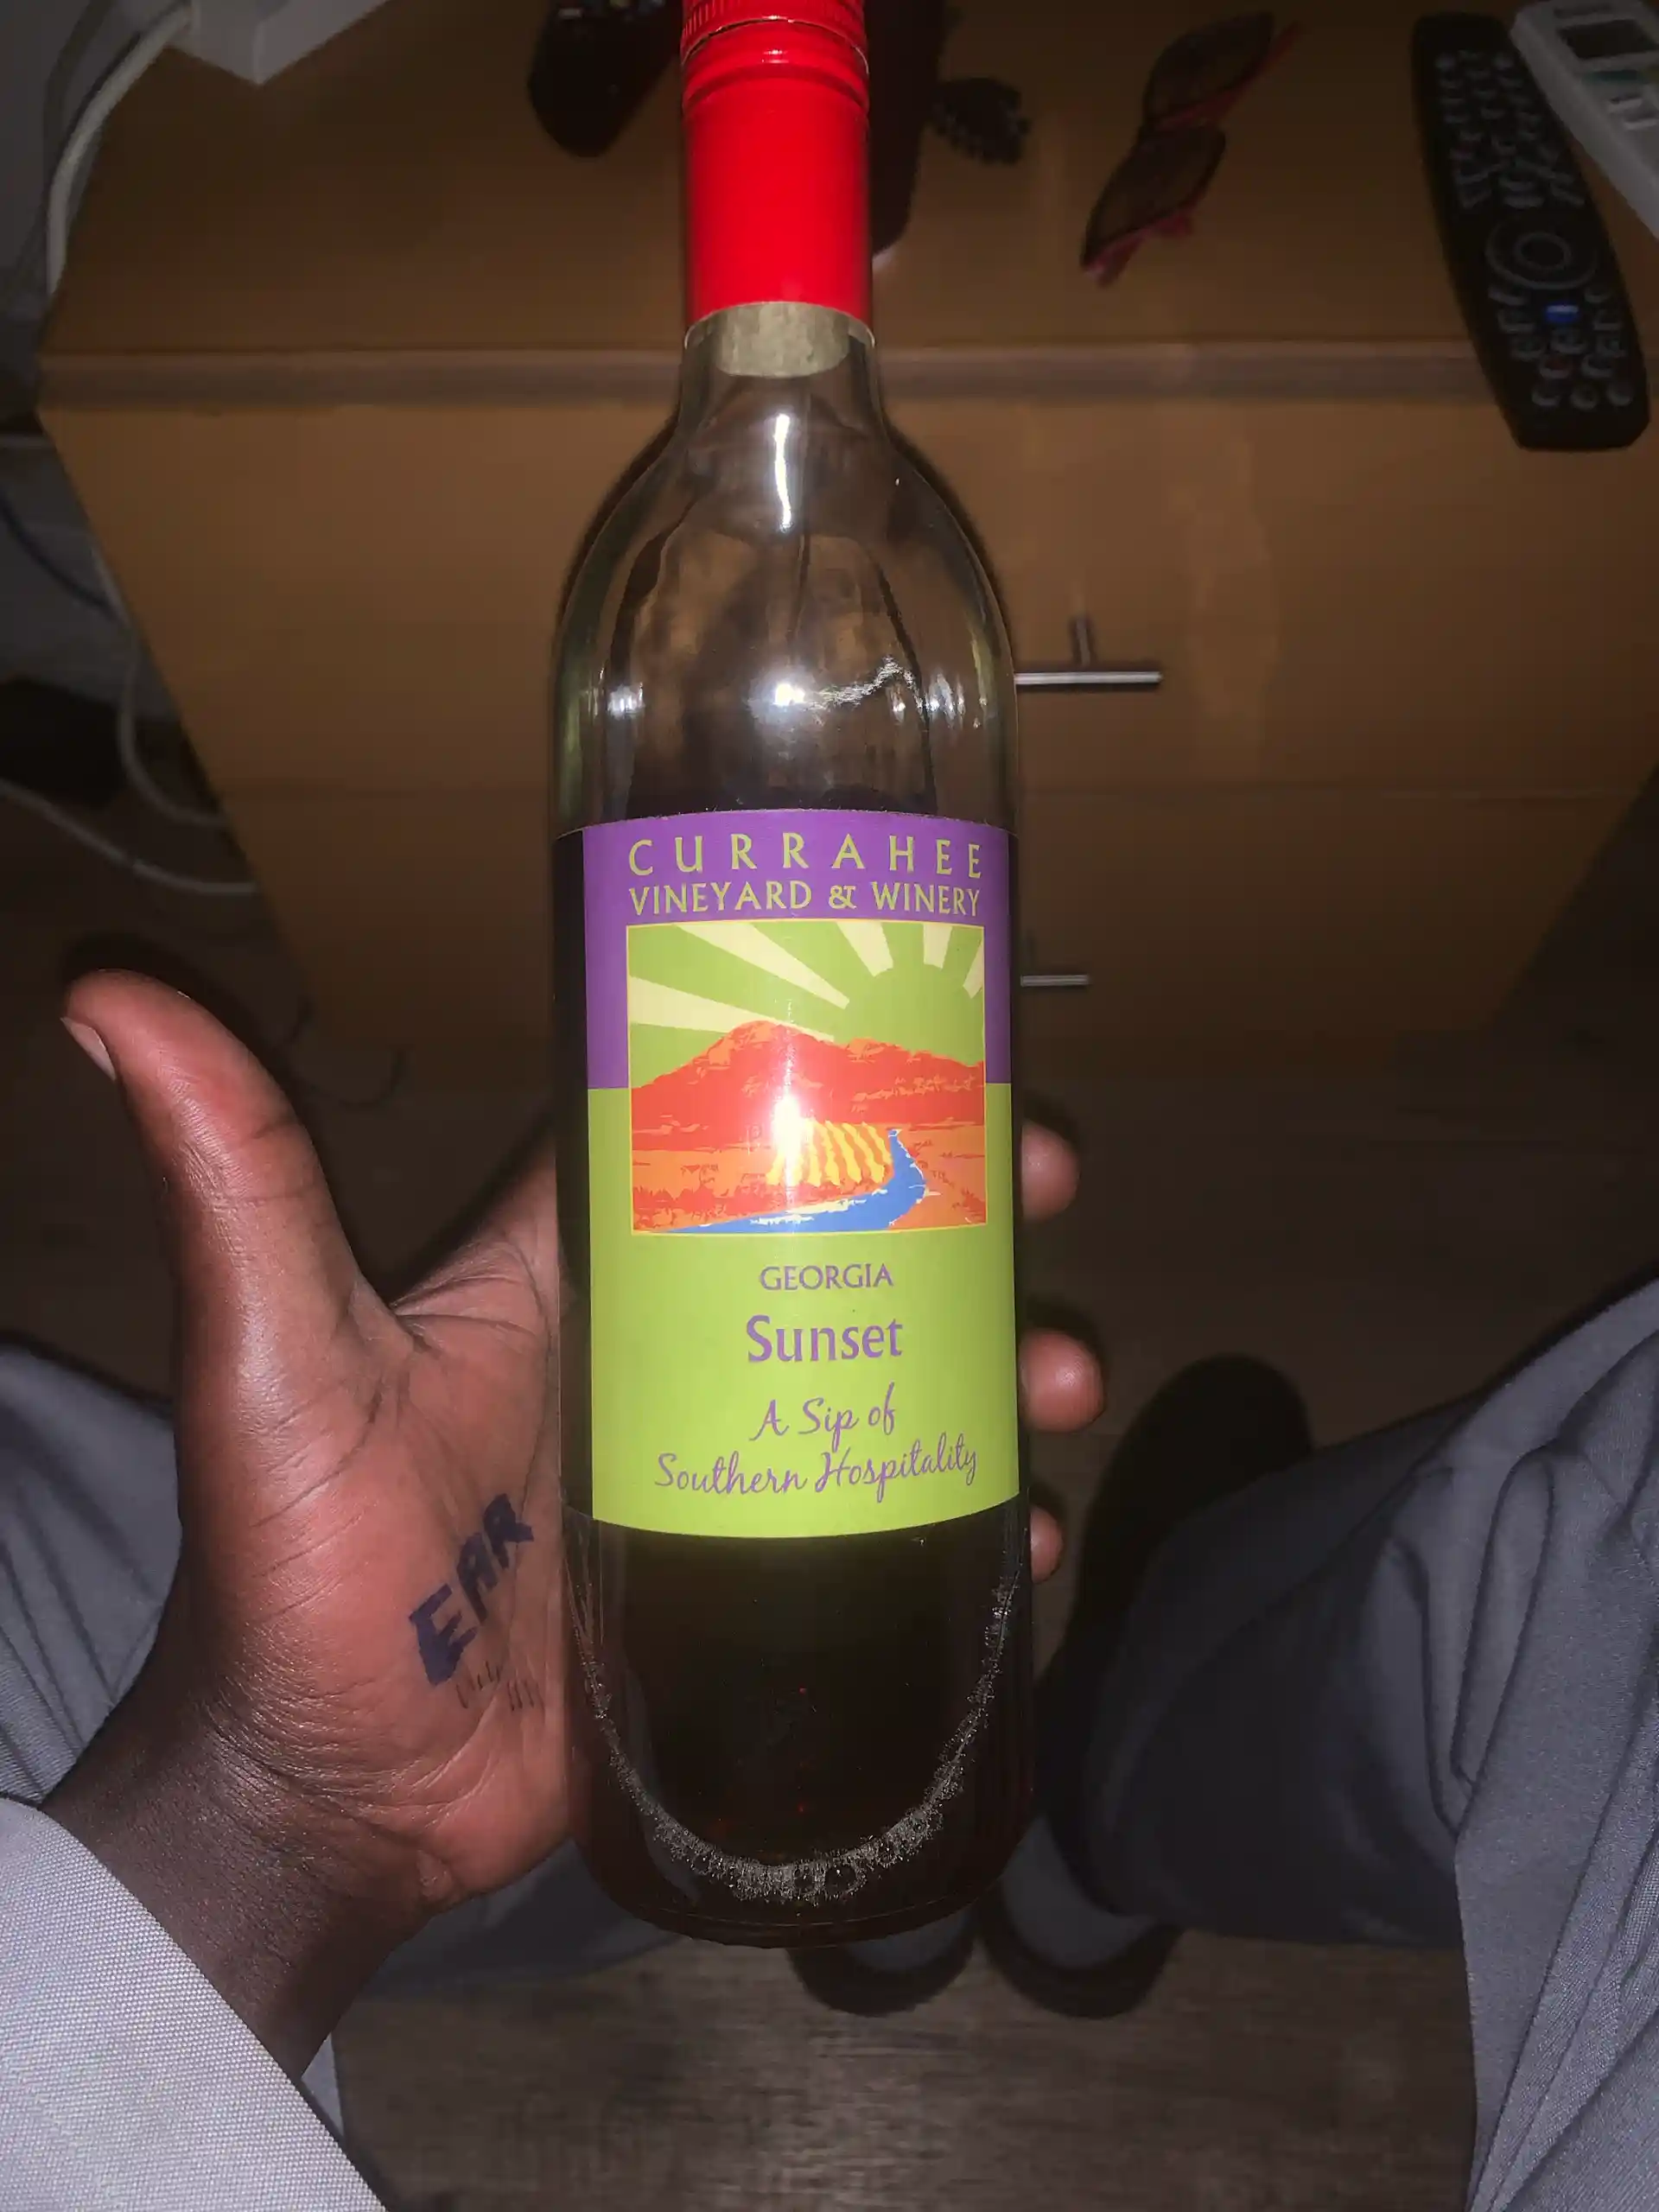 CURRAHEE
VINEYARD & WINERY
GEORGIA
Sunset
A Sip of
Southern Hospitality
EAR